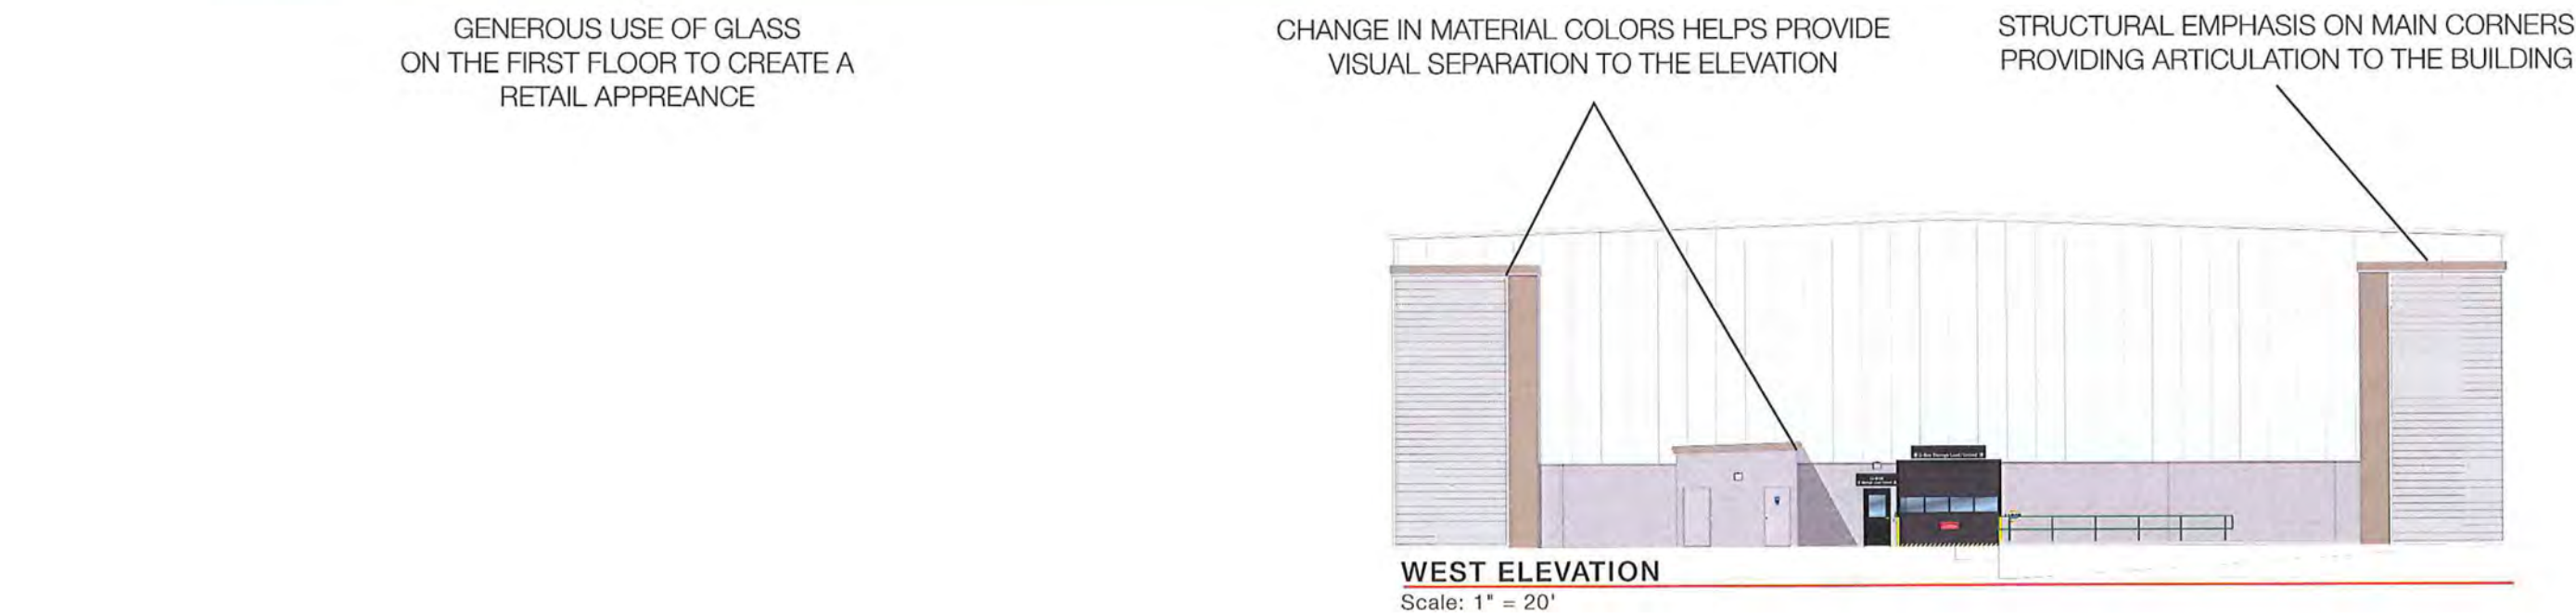 GENEROUS USE OF GLASS
ON THE FIRST FLOOR TO CREATE A
RETAIL APPREANCE
CHANGE IN MATERIAL COLORS HELPS PROVIDE
VISUAL SEPARATION TO THE ELEVATION
STRUCTURAL EMPHASIS ON MAIN CORNERS
PROVIDING ARTICULATION TO THE BUILDING
WEST ELEVATION
Scale: 1" = 20'